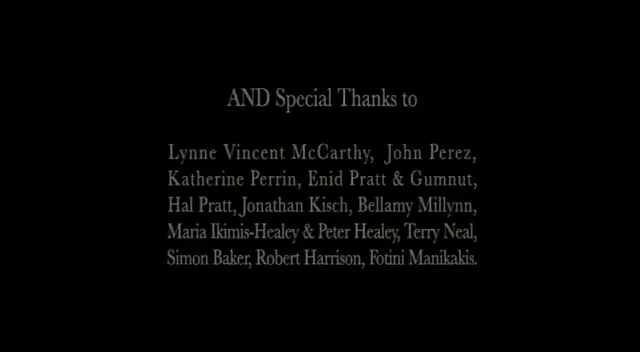 AND Special Thanks to
Lynne Vincent McCarthy, John Perez,
Katherine Perrin, Enid Pratt & Gumnut,
Hal Pratt, Jonathan Kisch, Bellamy Millynn,
Maria Ikimis-Healey & Peter Healey, Terry Neal,
Simon Baker, Robert Harrison, Fotini Manikakis.